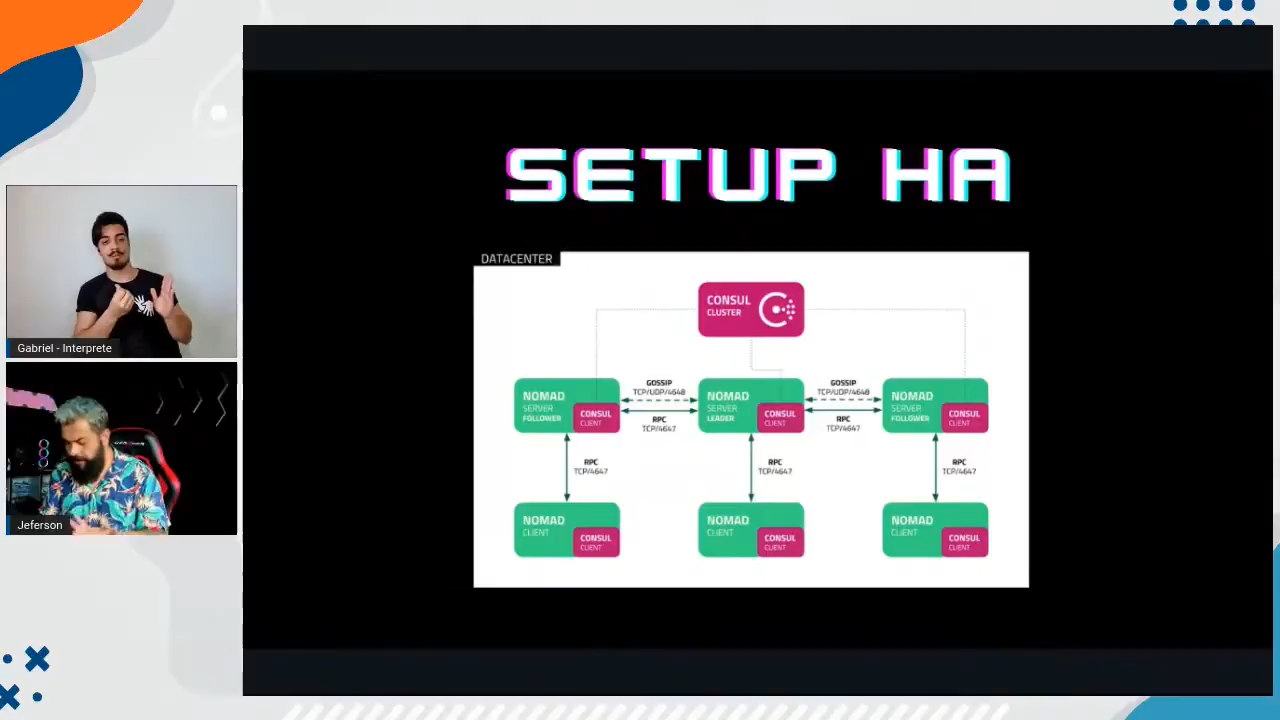 SETUP HA
DATACENTER
CONSUL
CLUSTER
NOMAD
SERVER
FOLLOWER
CONSUL
CLIENT
GOSSIP
TCP/UDP/4648
RPC
TCP/4647
NOMAD
SERVER
LEADER
CONSUL
CLIENT
GOSSIP
TCP/UDP/4648
RPC
TCP/4647
NOMAD
SERVER
FOLLOWER
CONSUL
CLIENT
RPC
TCP/4647
RPC
TCP/4647
RPC
TCP/4647
NOMAD
CLIENT
CONSUL
CLIENT
NOMAD
CLIENT
CONSUL
CLIENT
NOMAD
CLIENT
CONSUL
CLIENT
Gabriel - Interprete
Jeferson